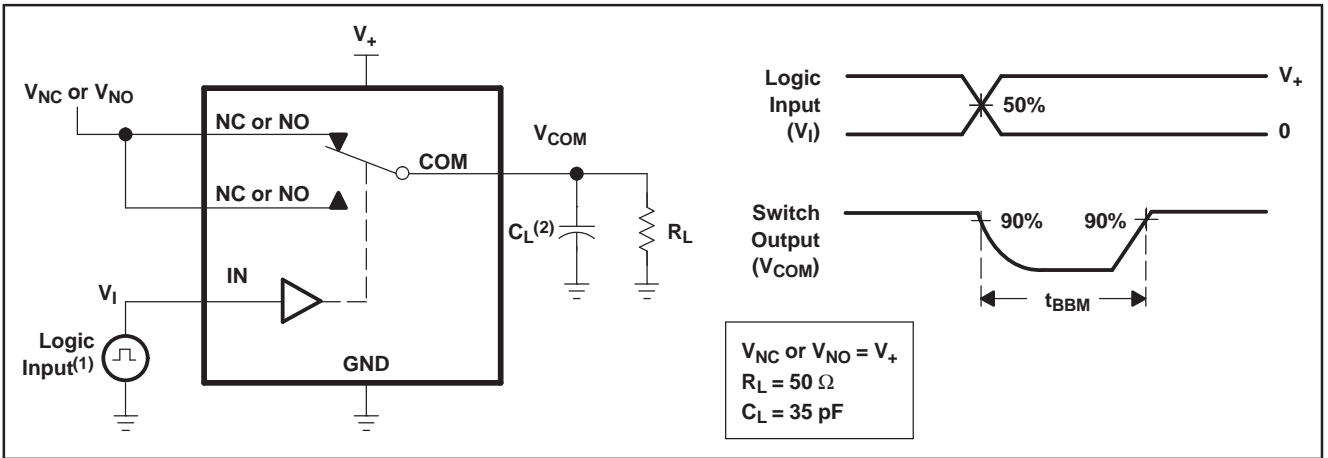 V+
VNC or VNO
NC or NO
VCOM
COM
NC or NO
CL(2)
RL
IN
VI
Logic
Input(1)
GND
Logic
Input
(VI)
50%
V+
0
Switch
Output
(VCOM)
90%
90%
tBBM
VNC or VNO = V+
RL = 50 Ω
CL = 35 pF